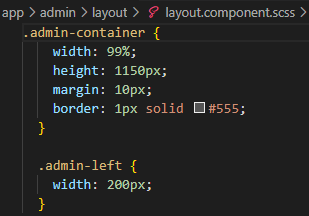 app > admin > layout > layout.component.scss
.admin-container {
width: 99%;
height: 1150px;
margin: 10px;
border: 1px solid #555;
}
.admin-left {
width: 200px;
}